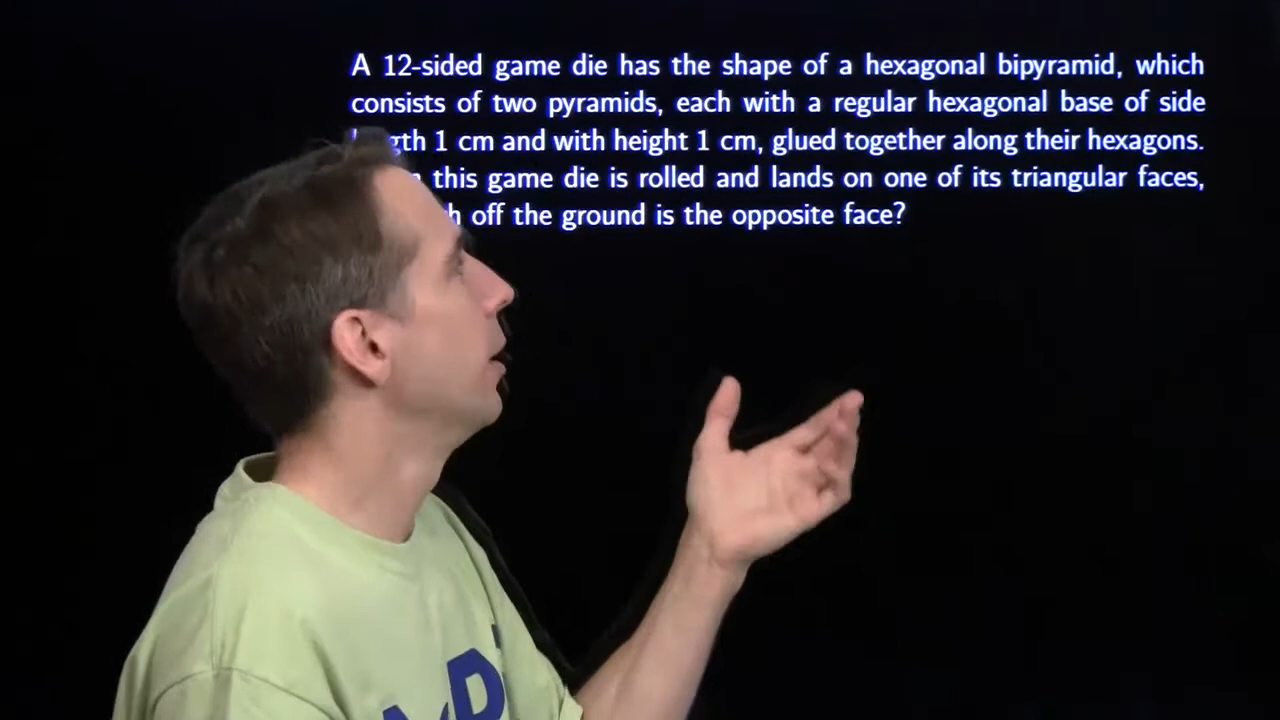 A 12-sided game die has the shape of a hexagonal bipyramid, which
consists of two pyramids, each with a regular hexagonal base of side
1 cm and with height 1 cm, glued together along their hexagons.
this game die is rolled and lands on one of its triangular faces,
off the ground is the opposite face?